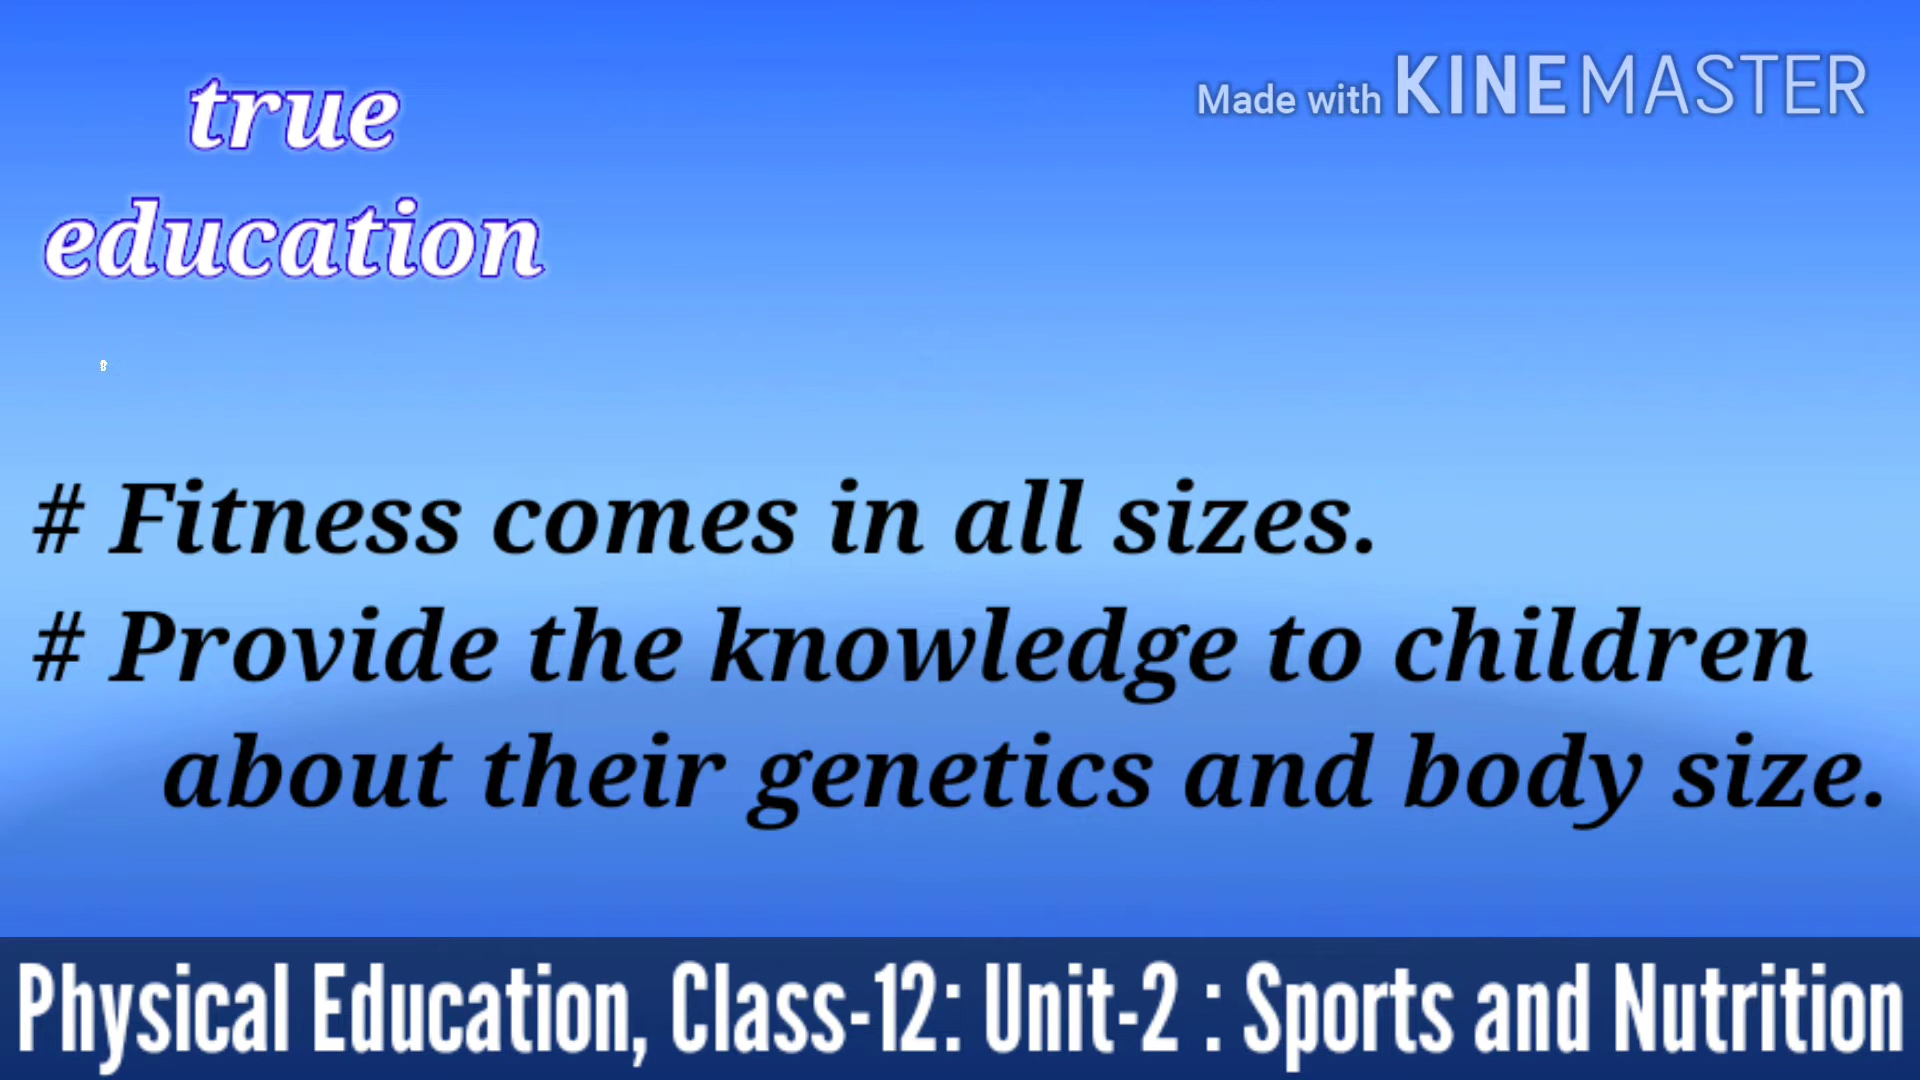 true
education
Made with KINEMASTER
# Fitness comes in all sizes.
# Provide the knowledge to children
about their genetics and body size.
Physical Education, Class-12: Unit-2 : Sports and Nutrition